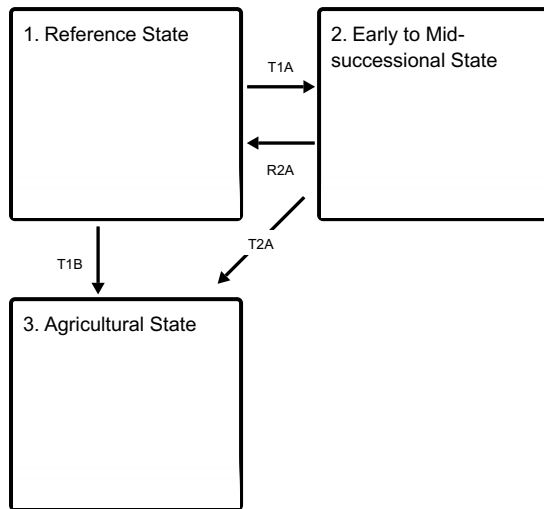 1. Reference State
2. Early to Mid-
successional State
T1A
R2A
T2A
T1B
3. Agricultural State